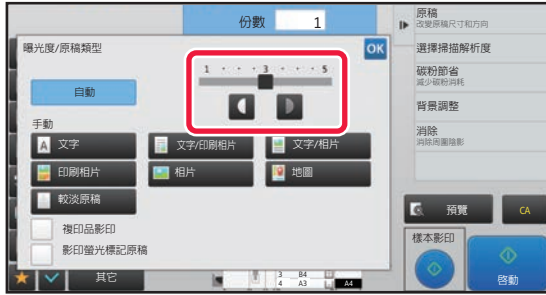 份數 1
曝光度/原稿類型
OK
1 · · · 3 · · · 5
自動
手動
A 文字
文字/印刷相片
文字/相片
印刷相片
相片
地圖
較淡原稿
複印品影印
影印螢光標記原稿
其它
3 B4
4 A3
A4
原稿
改變原稿尺寸和方向
選擇掃描解析度
碳粉節省
減少碳粉消耗
背景調整
消除
消除周圍陰影
預覽
CA
樣本影印
啓動